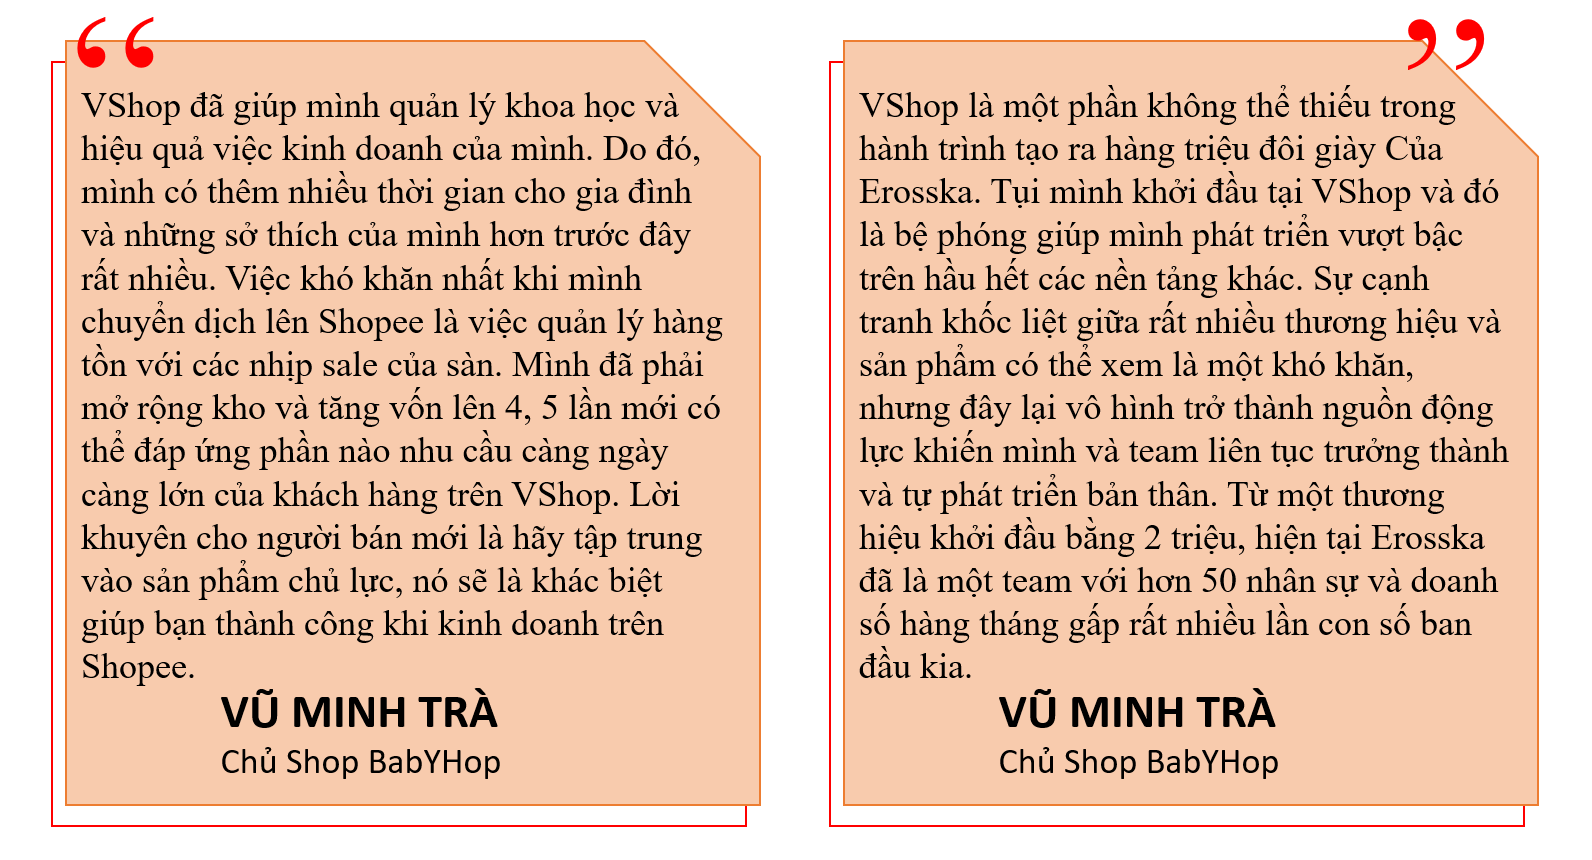 “
VShop đã giúp mình quản lý khoa học và
hiệu quả việc kinh doanh của mình. Do đó,
mình có thêm nhiều thời gian cho gia đình
và những sở thích của mình hơn trước đây
rất nhiều. Việc khó khăn nhất khi mình
chuyển dịch lên Shopee là việc quản lý hàng
tồn với các nhịp sale của sàn. Mình đã phải
mở rộng kho và tăng vốn lên 4, 5 lần mới có
thể đáp ứng phần nào nhu cầu càng ngày
càng lớn của khách hàng trên VShop. Lời
khuyên cho người bán mới là hãy tập trung
vào sản phẩm chủ lực, nó sẽ là khác biệt
giúp bạn thành công khi kinh doanh trên
Shopee.
VŨ MINH TRÀ
Chủ Shop BabYHop
”
VShop là một phần không thể thiếu trong
hành trình tạo ra hàng triệu đôi giày Của
Erosska. Tụi mình khởi đầu tại VShop và đó
là bệ phóng giúp mình phát triển vượt bậc
trên hầu hết các nền tảng khác. Sự cạnh
tranh khốc liệt giữa rất nhiều thương hiệu và
sản phẩm có thể xem là một khó khăn,
nhưng đây lại vô hình trở thành nguồn động
lực khiến mình và team liên tục trưởng thành
và tự phát triển bản thân. Từ một thương
hiệu khởi đầu bằng 2 triệu, hiện tại Erosska
đã là một team với hơn 50 nhân sự và doanh
số hàng tháng gấp rất nhiều lần con số ban
đầu kia.
VŨ MINH TRÀ
Chủ Shop BabYHop